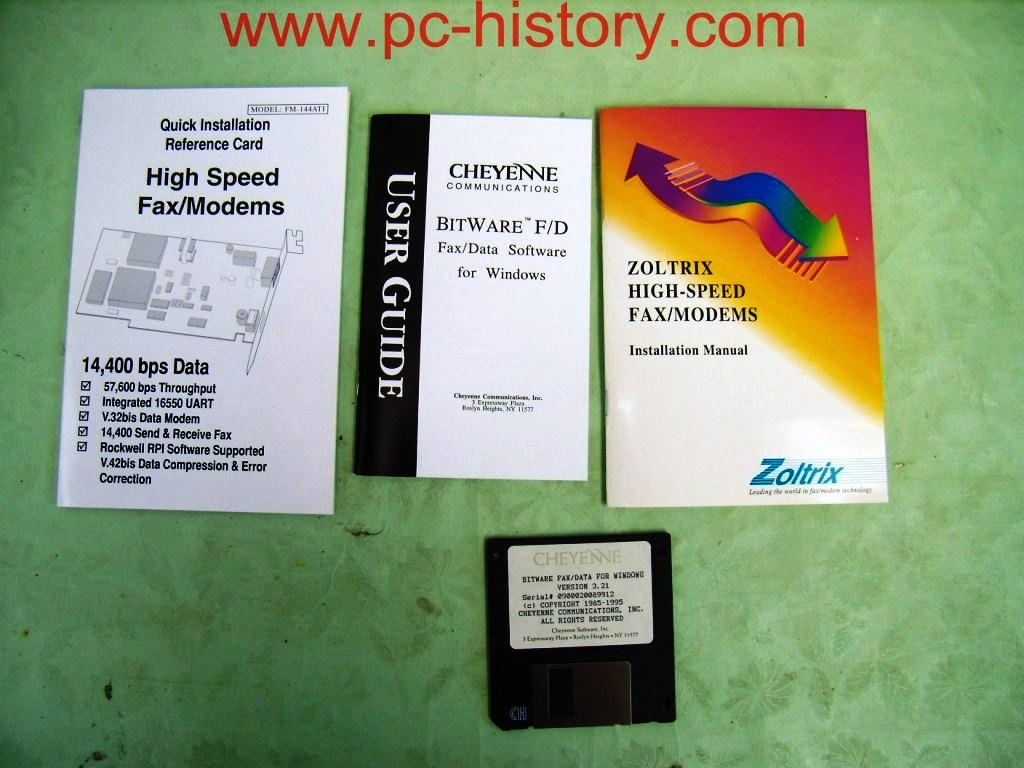 www.pc-history.com
MODEL: FM-144ATI
Quick Installation
Reference Card
High Speed
Fax/Modems
14,400 bps Data
57,600 bps Throughput
Integrated 16550 UART
V.32bis Data Modem
14,400 Send & Receive Fax
Rockwell RPI Software Supported
V.42bis Data Compression & Error
Correction
USER GUIDE
CHEYENNE
COMMUNICATIONS
BITWARE™ F/D
Fax/Data Software
for Windows
Cheyenne Communications, Inc.
3 Expressway Plaza
Roslyn Heights, NY 11577
ZOLTRIX
HIGH-SPEED
FAX/MODEMS
Installation Manual
Zoltrix
Leading the world in fax/modem technology
CHEYENNE
BITWARE FAX/DATA FOR WINDOWS
VERSION 3.21
Serial# 0900020089912
(c) COPYRIGHT 1985-1995
CHEYENNE COMMUNICATIONS, INC.
ALL RIGHTS RESERVED
Cheyenne Software, Inc.
3 Expressway Plaza • Roslyn Heights • NY 11577
CH